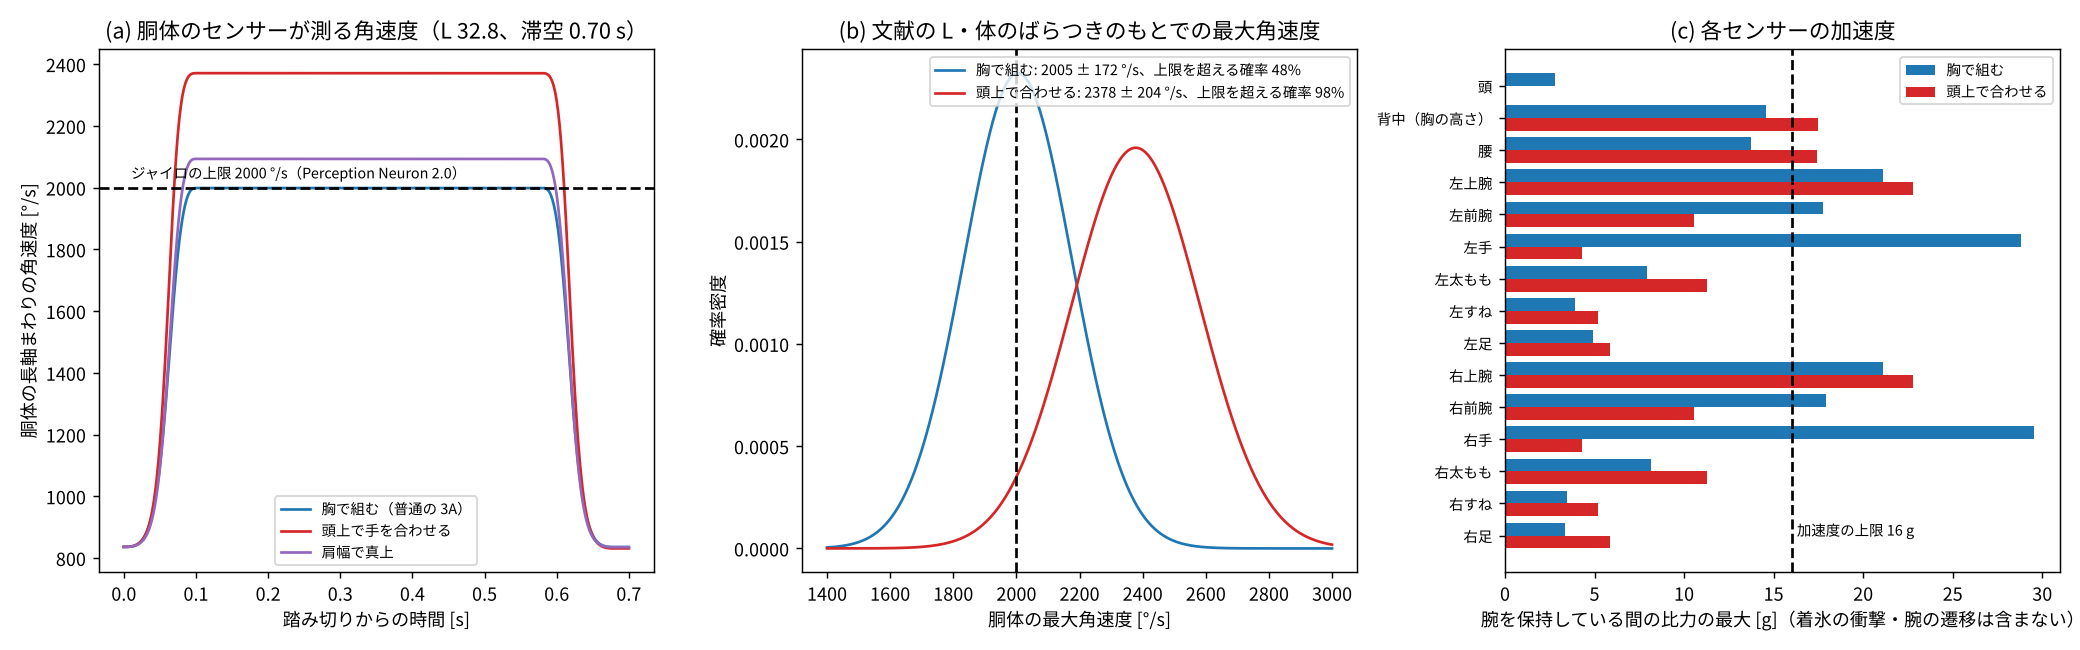 (a) 胴体のセンサーが測る角速度（L 32.8、滞空 0.70 s）
胴体の長軸まわりの角速度 [°/s]
2400
2200
2000
1800
1600
1400
1200
1000
800
ジャイロの上限 2000 °/s（Perception Neuron 2.0）
胸で組む（普通の 3A）
頭上で手を合わせる
肩幅で真上
0.0 0.1 0.2 0.3 0.4 0.5 0.6 0.7
踏み切りからの時間 [s]
(b) 文献の L・体のばらつきのもとでの最大角速度
確率密度
胸で組む: 2005 ± 172 °/s、上限を超える確率 48%
頭上で合わせる: 2378 ± 204 °/s、上限を超える確率 98%
0.0020
0.0015
0.0010
0.0005
0.0000
1400 1600 1800 2000 2200 2400 2600 2800 3000
胴体の最大角速度 [°/s]
(c) 各センサーの加速度
胸で組む
頭上で合わせる
頭
背中（胸の高さ）
腰
左上腕
左前腕
左手
左太もも
左すね
左足
右上腕
右前腕
右手
右太もも
右すね
右足
加速度の上限 16 g
0 5 10 15 20 25 30
腕を保持している間の比力の最大 [g]（着氷の衝撃・腕の遷移は含まない）